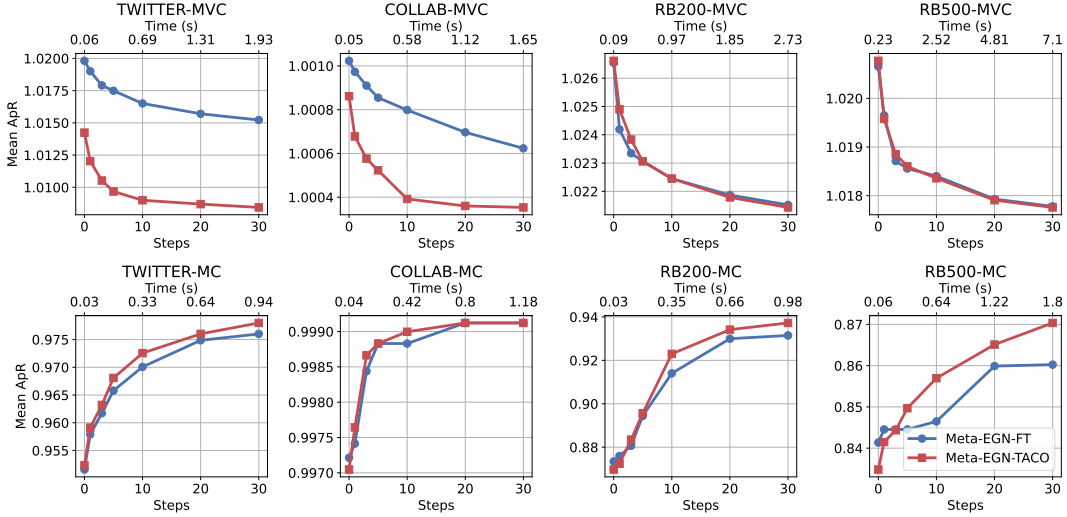 TWITTER-MVC
Time (s)
0.06 0.69 1.31 1.93
1.0200
1.0175
1.0150
1.0125
1.0100
Mean ApR
0 10 20 30
Steps
COLLAB-MVC
Time (s)
0.05 0.58 1.12 1.65
1.0010
1.0008
1.0006
1.0004
0 10 20 30
Steps
RB200-MVC
Time (s)
0.09 0.97 1.85 2.73
1.026
1.025
1.024
1.023
1.022
0 10 20 30
Steps
RB500-MVC
Time (s)
0.23 2.52 4.81 7.1
1.020
1.019
1.018
0 10 20 30
Steps
TWITTER-MC
Time (s)
0.03 0.33 0.64 0.94
0.975
0.970
0.965
0.960
0.955
Mean ApR
0 10 20 30
Steps
COLLAB-MC
Time (s)
0.04 0.42 0.8 1.18
0.9990
0.9985
0.9980
0.9975
0.9970
0 10 20 30
Steps
RB200-MC
Time (s)
0.03 0.35 0.66 0.98
0.94
0.92
0.90
0.88
0 10 20 30
Steps
RB500-MC
Time (s)
0.06 0.64 1.22 1.8
0.87
0.86
0.85
0.84
Meta-EGN-FT
Meta-EGN-TACO
0 10 20 30
Steps